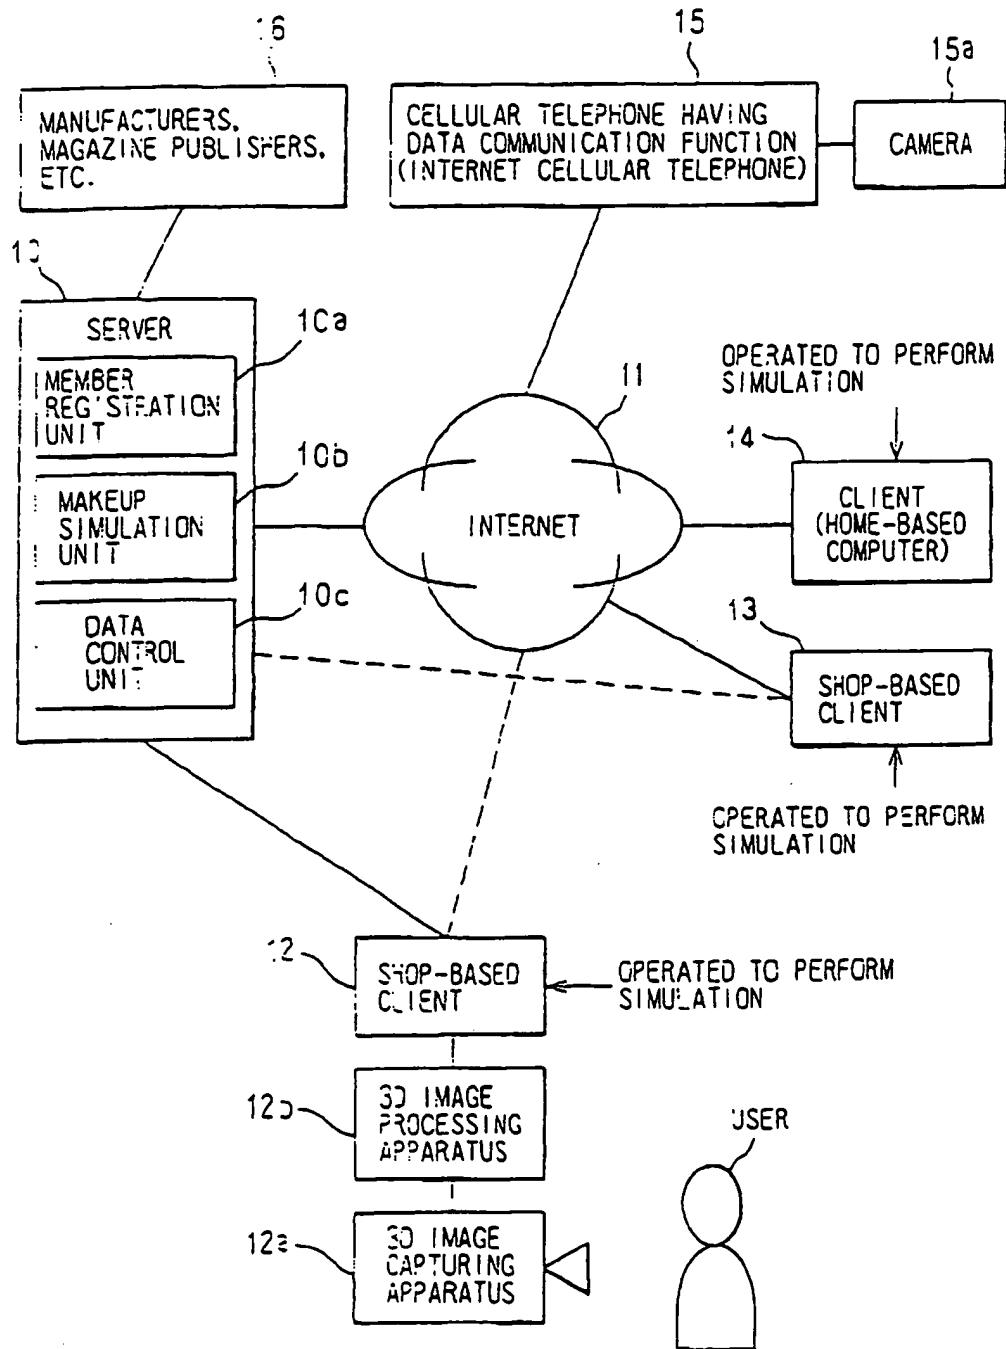 16
MANUFACTURERS,
MAGAZINE PUBLISHERS,
ETC.
15
CELLULAR TELEPHONE HAVING
DATA COMMUNICATION FUNCTION
(INTERNET CELLULAR TELEPHONE)
15a
CAMERA
10
SERVER
10a
MEMBER
REGISTRATION
UNIT
10b
MAKEUP
SIMULATION
UNIT
10c
DATA
CONTROL
UNIT
11
INTERNET
OPERATED TO PERFORM
SIMULATION
14
CLIENT
(HOME-BASED
COMPUTER)
13
SHOP-BASED
CLIENT
OPERATED TO PERFORM
SIMULATION
12
SHOP-BASED
CLIENT
OPERATED TO PERFORM
SIMULATION
12b
3D IMAGE
PROCESSING
APPARATUS
12a
3D IMAGE
CAPTURING
APPARATUS
USER